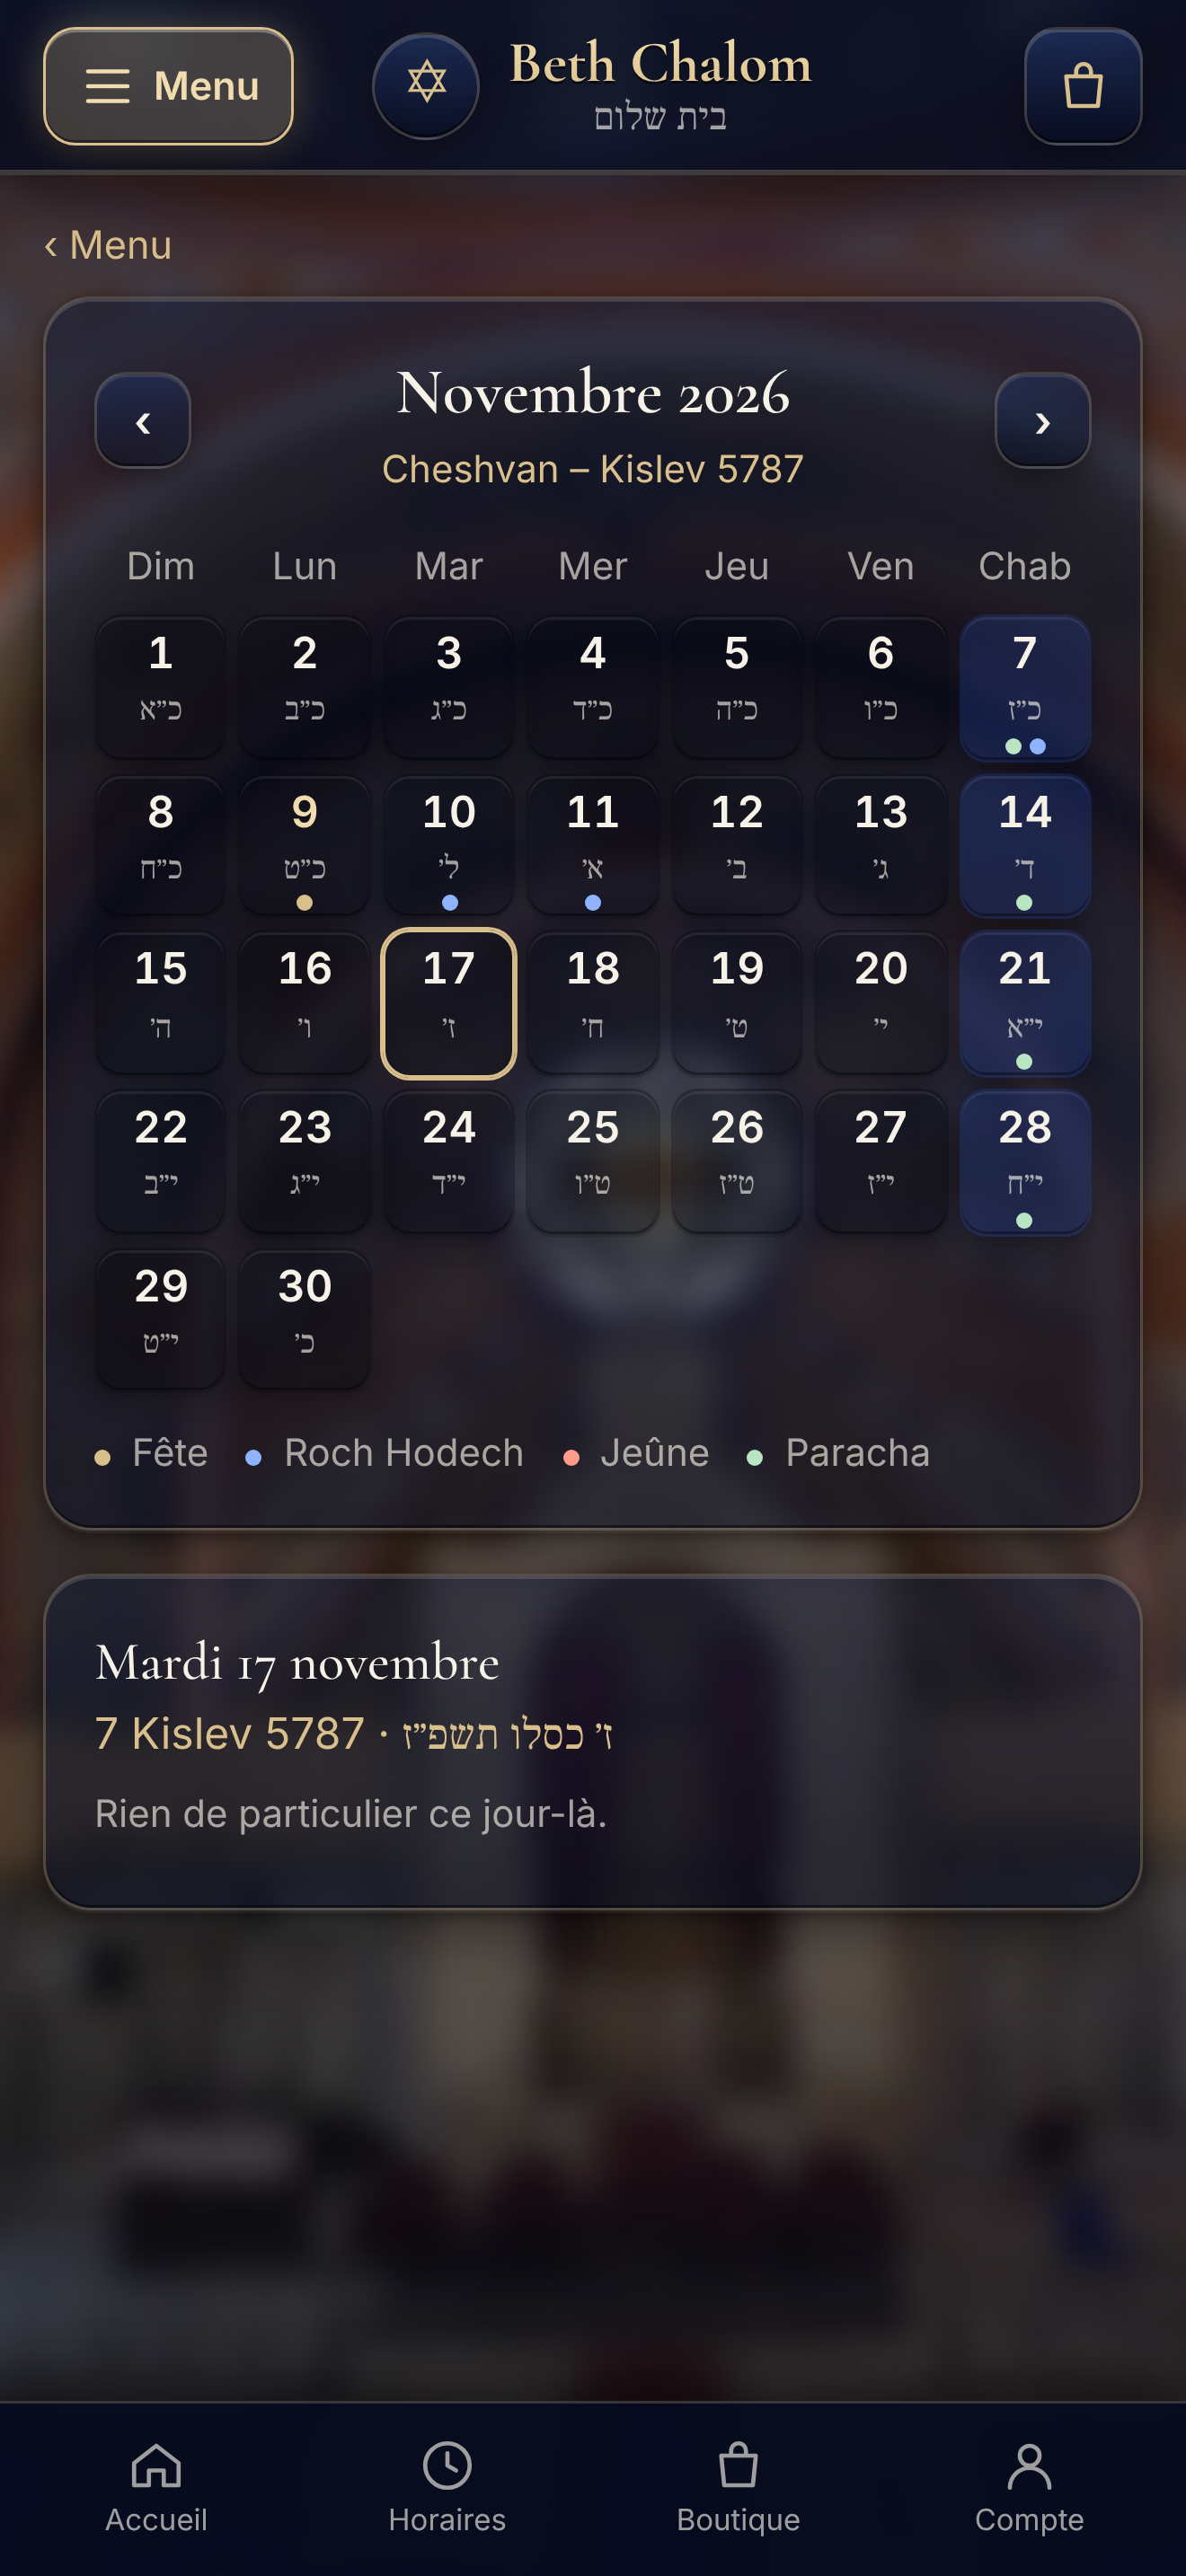 Menu
Beth Chalom
בית שלום
‹ Menu
‹
Novembre 2026
›
Cheshvan – Kislev 5787
Dim Lun Mar Mer Jeu Ven Chab
1 2 3 4 5 6 7
כ״א כ״ב כ״ג כ״ד כ״ה כ״ו כ״ז
8 9 10 11 12 13 14
כ״ח כ״ט ל׳ א׳ ב׳ ג׳ ד׳
15 16 17 18 19 20 21
ה׳ ו׳ ז׳ ח׳ ט׳ י׳ י״א
22 23 24 25 26 27 28
י״ב י״ג י״ד ט״ו ט״ז י״ז י״ח
29 30
י״ט כ׳
Fête Roch Hodech Jeûne Paracha
Mardi 17 novembre
7 Kislev 5787 · ז׳ כסלו תשפ״ז
Rien de particulier ce jour-là.
Accueil Horaires Boutique Compte